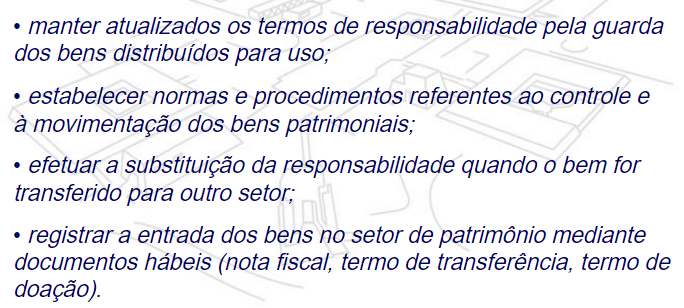 • manter atualizados os termos de responsabilidade pela guarda
dos bens distribuídos para uso;
• estabelecer normas e procedimentos referentes ao controle e
à movimentação dos bens patrimoniais;
• efetuar a substituição da responsabilidade quando o bem for
transferido para outro setor;
• registrar a entrada dos bens no setor de patrimônio mediante
documentos hábeis (nota fiscal, termo de transferência, termo de
doação).